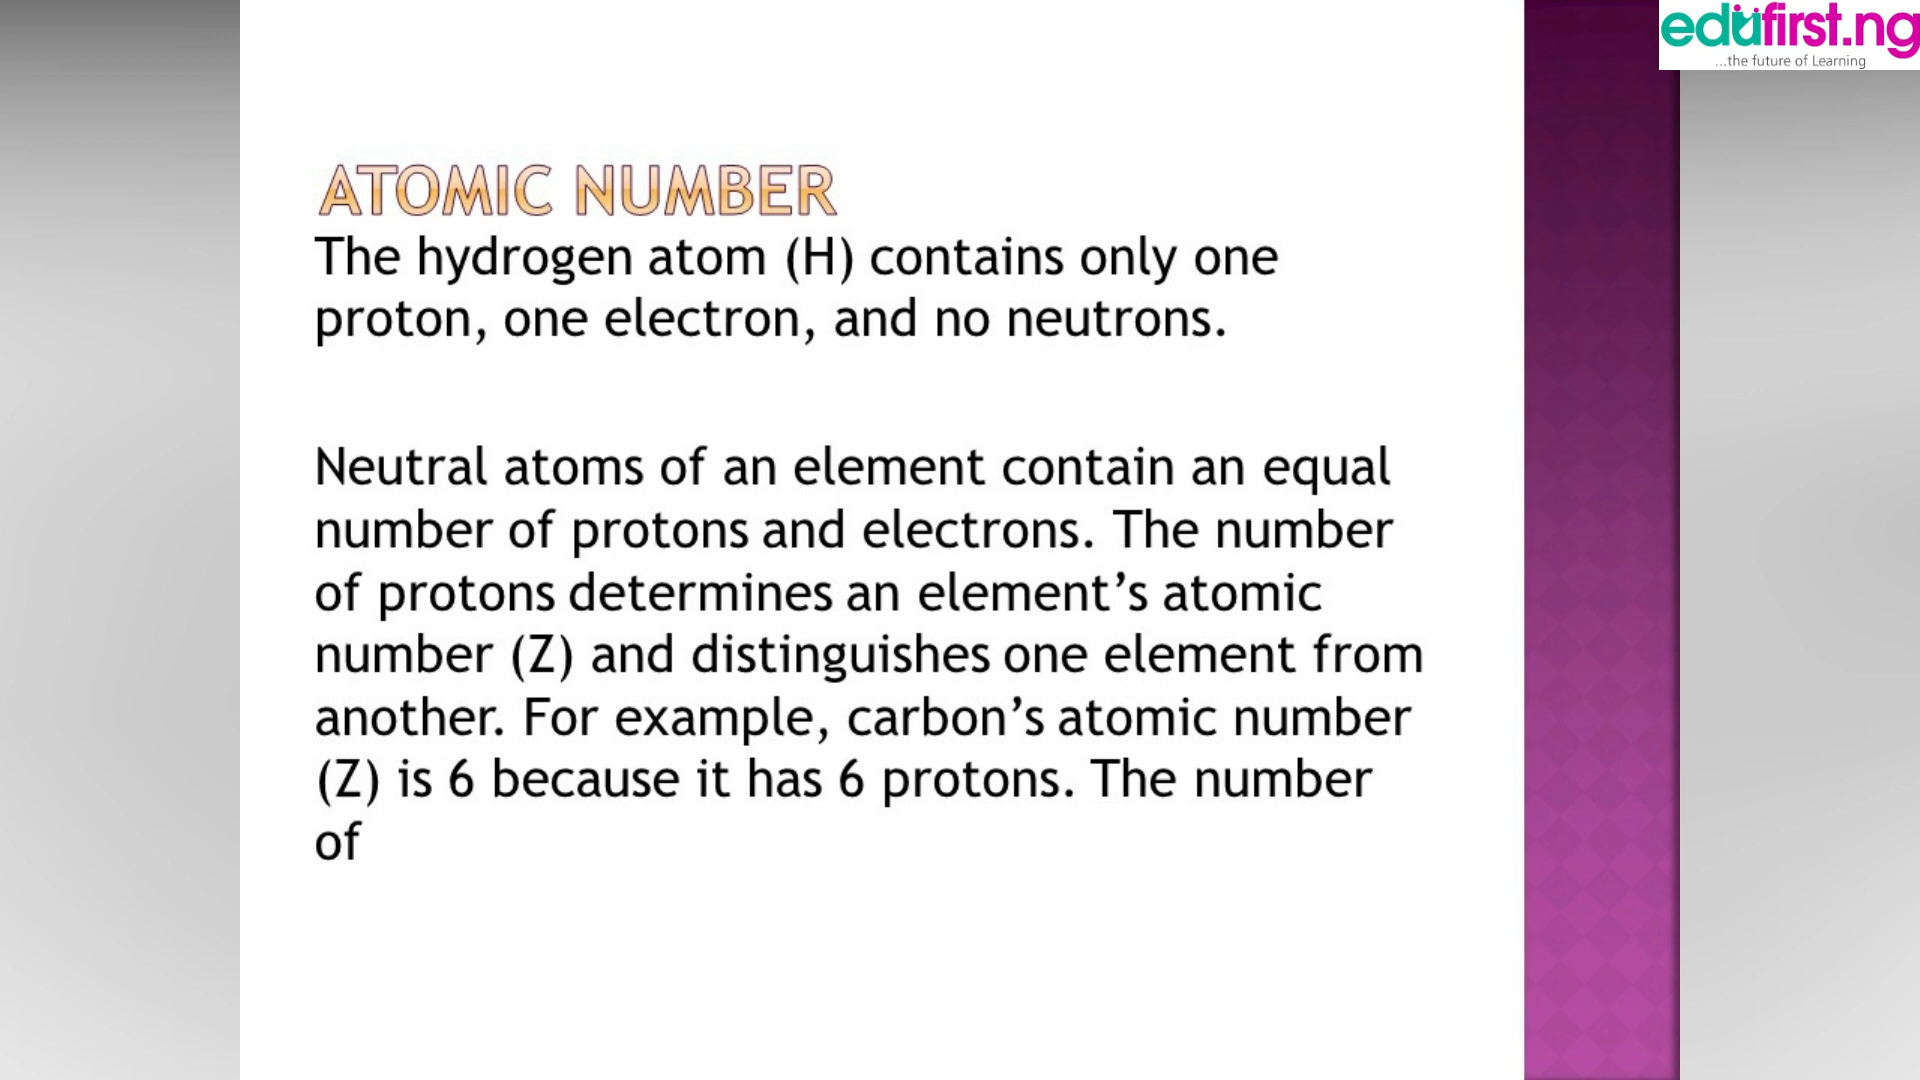 edufirst.ng
...the future of Learning
ATOMIC NUMBER
The hydrogen atom (H) contains only one
proton, one electron, and no neutrons.
Neutral atoms of an element contain an equal
number of protons and electrons. The number
of protons determines an element’s atomic
number (Z) and distinguishes one element from
another. For example, carbon’s atomic number
(Z) is 6 because it has 6 protons. The number
of